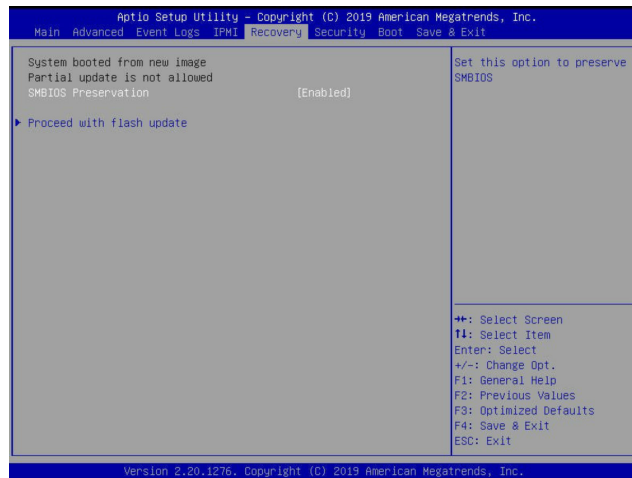 Aptio Setup Utility – Copyright (C) 2019 American Megatrends, Inc.
Main Advanced Event Logs IPMI Recovery Security Boot Save & Exit
System booted from new image
Partial update is not allowed
SMBIOS Preservation [Enabled]
Proceed with flash update
Set this option to preserve
SMBIOS
→←: Select Screen
↑↓: Select Item
Enter: Select
+/-: Change Opt.
F1: General Help
F2: Previous Values
F3: Optimized Defaults
F4: Save & Exit
ESC: Exit
Version 2.20.1276. Copyright (C) 2019 American Megatrends, Inc.